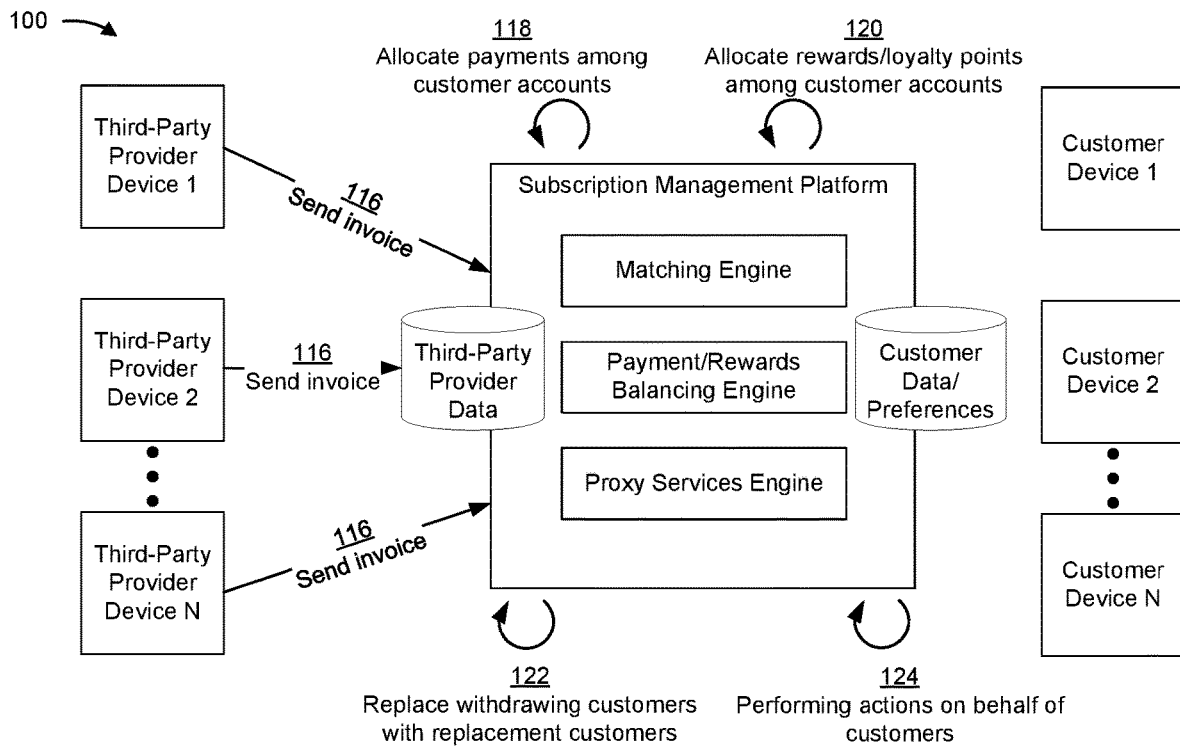 100
118
Allocate payments among
customer accounts
120
Allocate rewards/loyalty points
among customer accounts
Third-Party
Provider
Device 1
116
Send invoice
Subscription Management Platform
Customer
Device 1
Matching Engine
Third-Party
Provider
Device 2
116
Send invoice
Third-Party
Provider
Data
Payment/Rewards
Balancing Engine
Customer
Data/
Preferences
Customer
Device 2
Proxy Services Engine
Third-Party
Provider
Device N
116
Send invoice
Customer
Device N
122
Replace withdrawing customers
with replacement customers
124
Performing actions on behalf of
customers